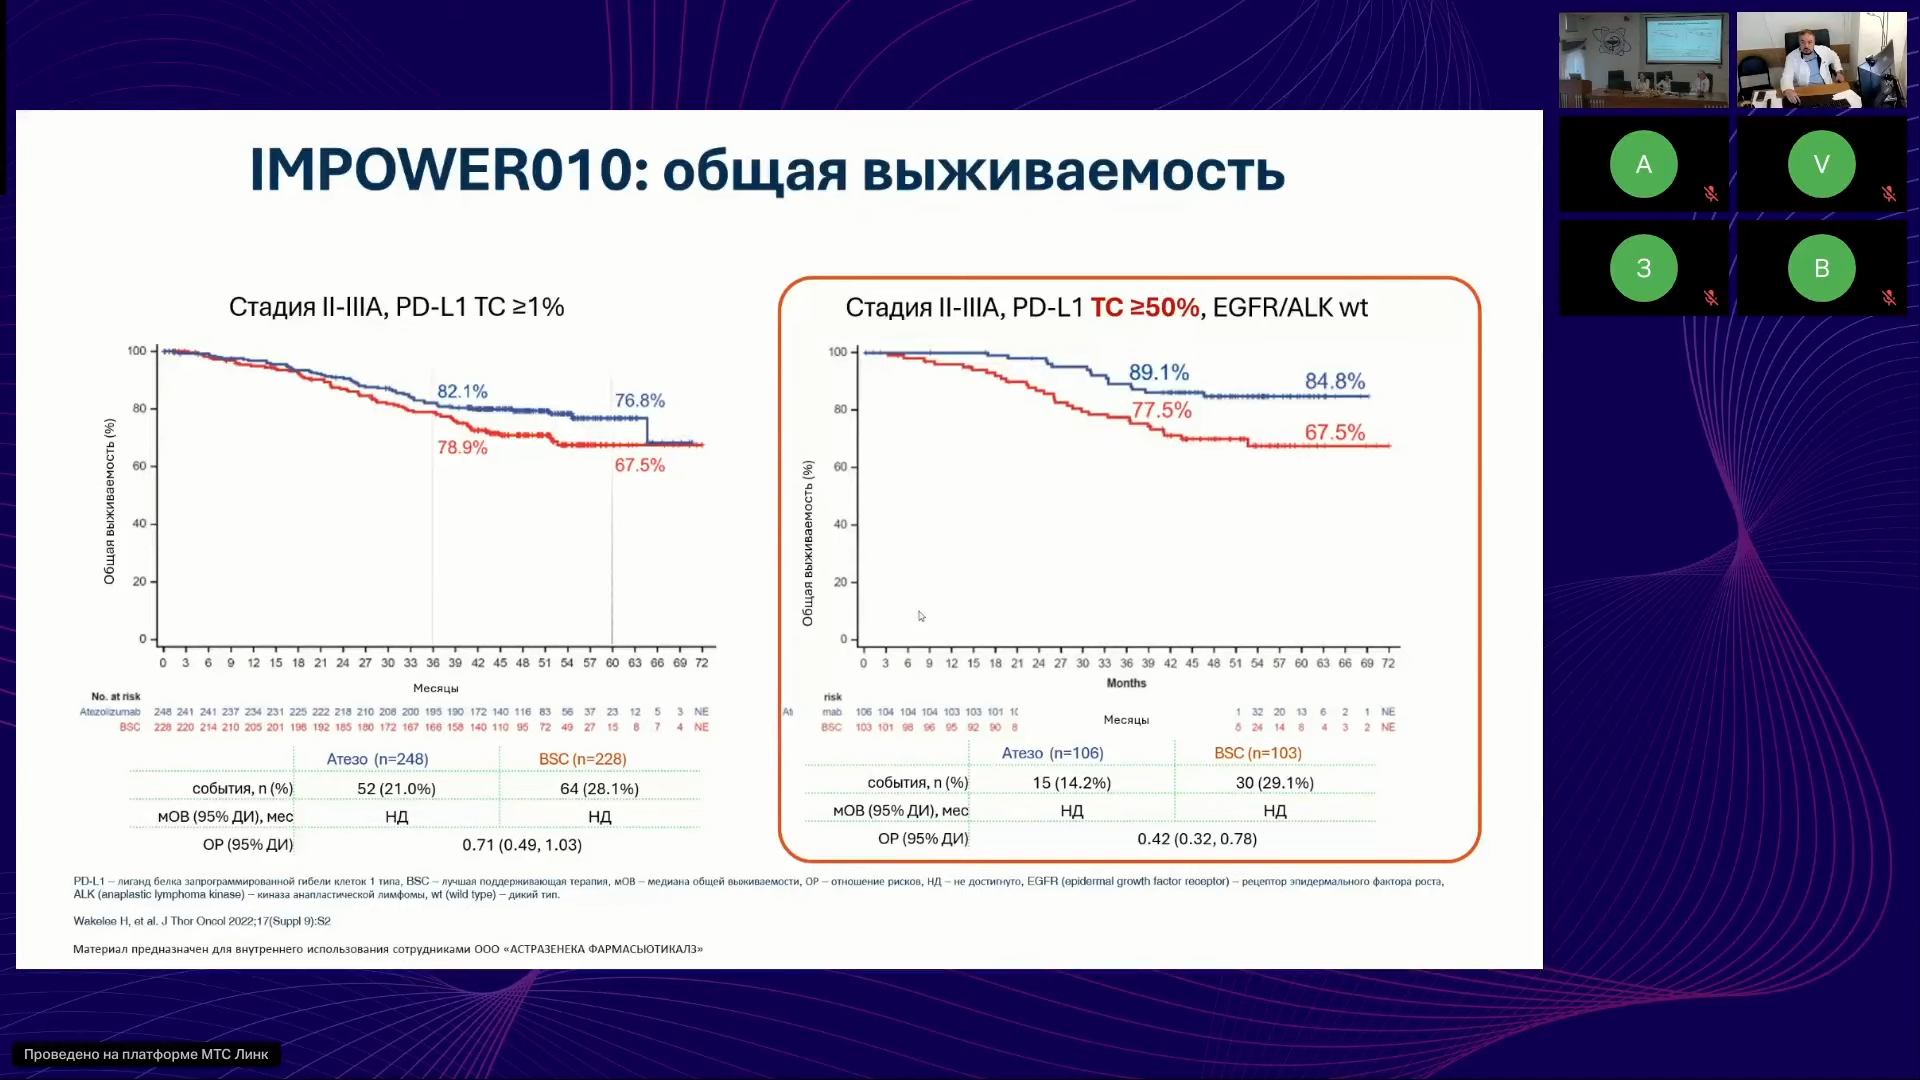 IMPOWER010: общая выживаемость
Стадия II-IIIA, PD-L1 TC ≥1%
100
80
60
40
20
0
Общая выживаемость (%)
82.1%
78.9%
76.8%
67.5%
0 3 6 9 12 15 18 21 24 27 30 33 36 39 42 45 48 51 54 57 60 63 66 69 72
Месяцы
No. at risk
Atezolizumab 248 241 241 237 234 231 225 222 218 210 208 200 195 190 172 140 116 83 56 37 23 12 5 3 NE
BSC 228 220 214 210 205 201 198 192 185 180 172 167 166 158 140 110 95 72 49 27 15 8 7 4 NE
Атезо (n=248) BSC (n=228)
события, n (%) 52 (21.0%) 64 (28.1%)
мОВ (95% ДИ), мес НД НД
ОР (95% ДИ) 0.71 (0.49, 1.03)
Стадия II-IIIA, PD-L1 TC ≥50%, EGFR/ALK wt
100
80
60
40
20
0
Общая выживаемость (%)
89.1%
77.5%
84.8%
67.5%
0 3 6 9 12 15 18 21 24 27 30 33 36 39 42 45 48 51 54 57 60 63 66 69 72
Months
Месяцы
risk
mab 106 104 104 104 103 103 101 32 20 13 6 2 1 NE
BSC 103 101 98 96 95 92 90 24 14 8 4 3 2 NE
Атезо (n=106) BSC (n=103)
события, n (%) 15 (14.2%) 30 (29.1%)
мОВ (95% ДИ), мес НД НД
ОР (95% ДИ) 0.42 (0.32, 0.78)
PD-L1 – лиганд белка запрограммированной гибели клеток 1 типа, BSC – лучшая поддерживающая терапия, мОВ – медиана общей выживаемости, ОР – отношение рисков, НД – не достигнуто, EGFR (epidermal growth factor receptor) – рецептор эпидермального фактора роста,
ALK (anaplastic lymphoma kinase) – киназа анапластической лимфомы, wt (wild type) – дикий тип.
Wakelee H, et al. J Thor Oncol 2022;17(Suppl 9):S2
Материал предназначен для внутреннего использования сотрудниками ООО «АСТРАЗЕНЕКА ФАРМАСЬЮТИКАЛЗ»
A
V
З
В
Проведено на платформе МТС Линк